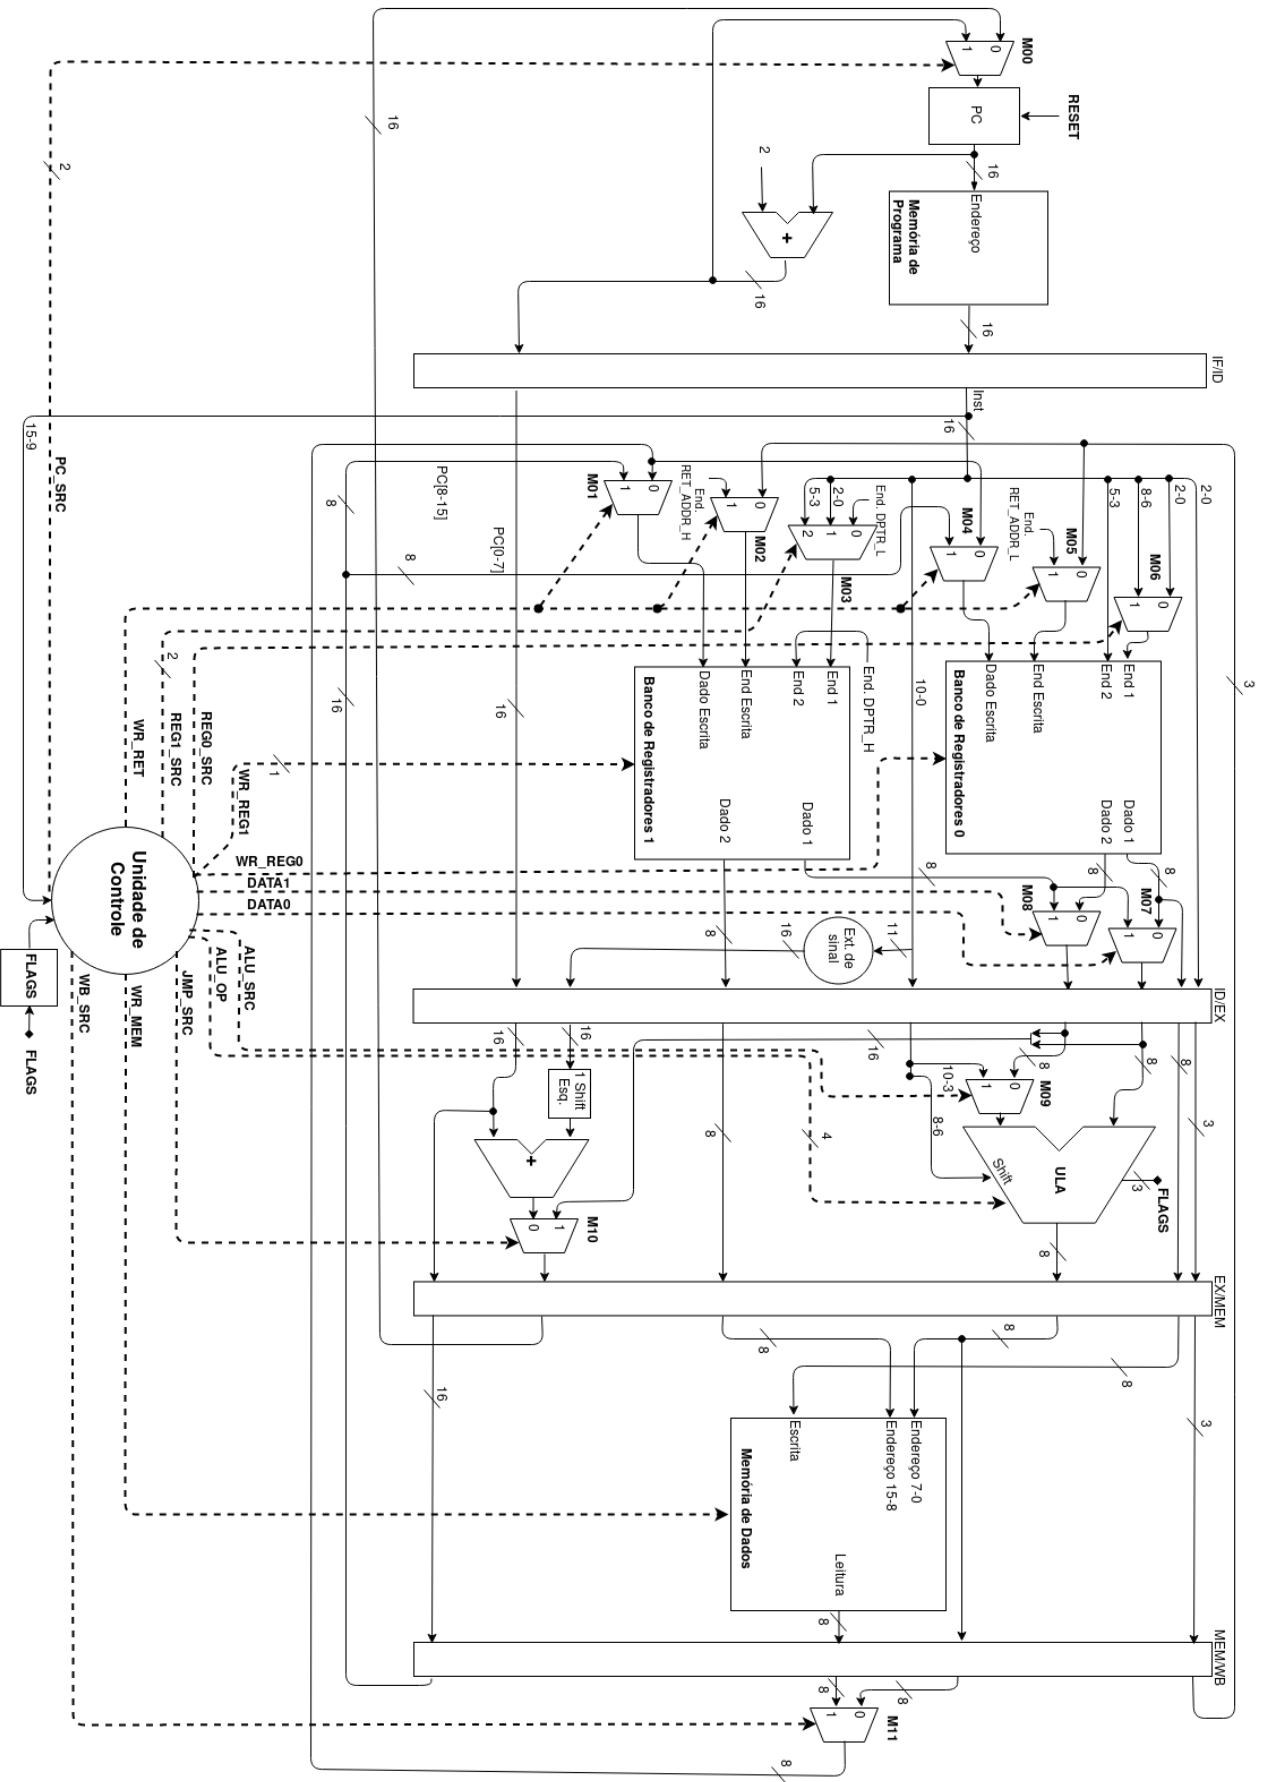 M00
0
1
RESET
PC
16
2
+
16
Endereço
Memória de
Programa
16
16
2
PC_SRC
15-9
IF/ID
Inst
16
2-0
2-0
8-6
5-3
M06
0
1
M05
0
1
End.
RET_ADDR_L
M04
0
1
End. DPTR_L
2-0
5-3
0
1
2
M03
M02
0
1
End.
RET_ADDR_H
M01
0
1
PC[8-15]
PC[0-7]
8
8
16
16
3
10-0
End. DPTR_H
End 1
End 2
End Escrita
Dado Escrita
Banco de Registradores 0
Dado 1
Dado 2
End 1
End 2
End Escrita
Dado Escrita
Banco de Registradores 1
Dado 1
Dado 2
2
WR_RET
REG1_SRC
REG0_SRC
WR_REG1
1
WR_REG0
DATA1
DATA0
Unidade de
Controle
FLAGS
FLAGS
ALU_SRC
ALU_OP
JMP_SRC
WR_MEM
WB_SRC
8
8
8
M07
0
1
M08
0
1
Ext. de
sinal
11
16
8
ID/EX
16
16
16
1 Shift
Esq.
+
M10
1
0
8
8
8
3
M09
0
1
10-3
8-6
4
8
ULA
Shift
3
FLAGS
8
EX/MEM
8
8
8
3
16
Endereço 7-0
Endereço 15-8
Escrita
Memória de Dados
Leitura
8
MEM/WB
8
8
M11
0
1
8